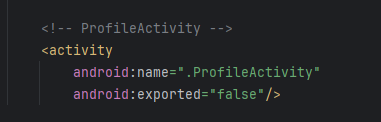 <!-- ProfileActivity -->
<activity
android:name=".ProfileActivity"
android:exported="false"/>